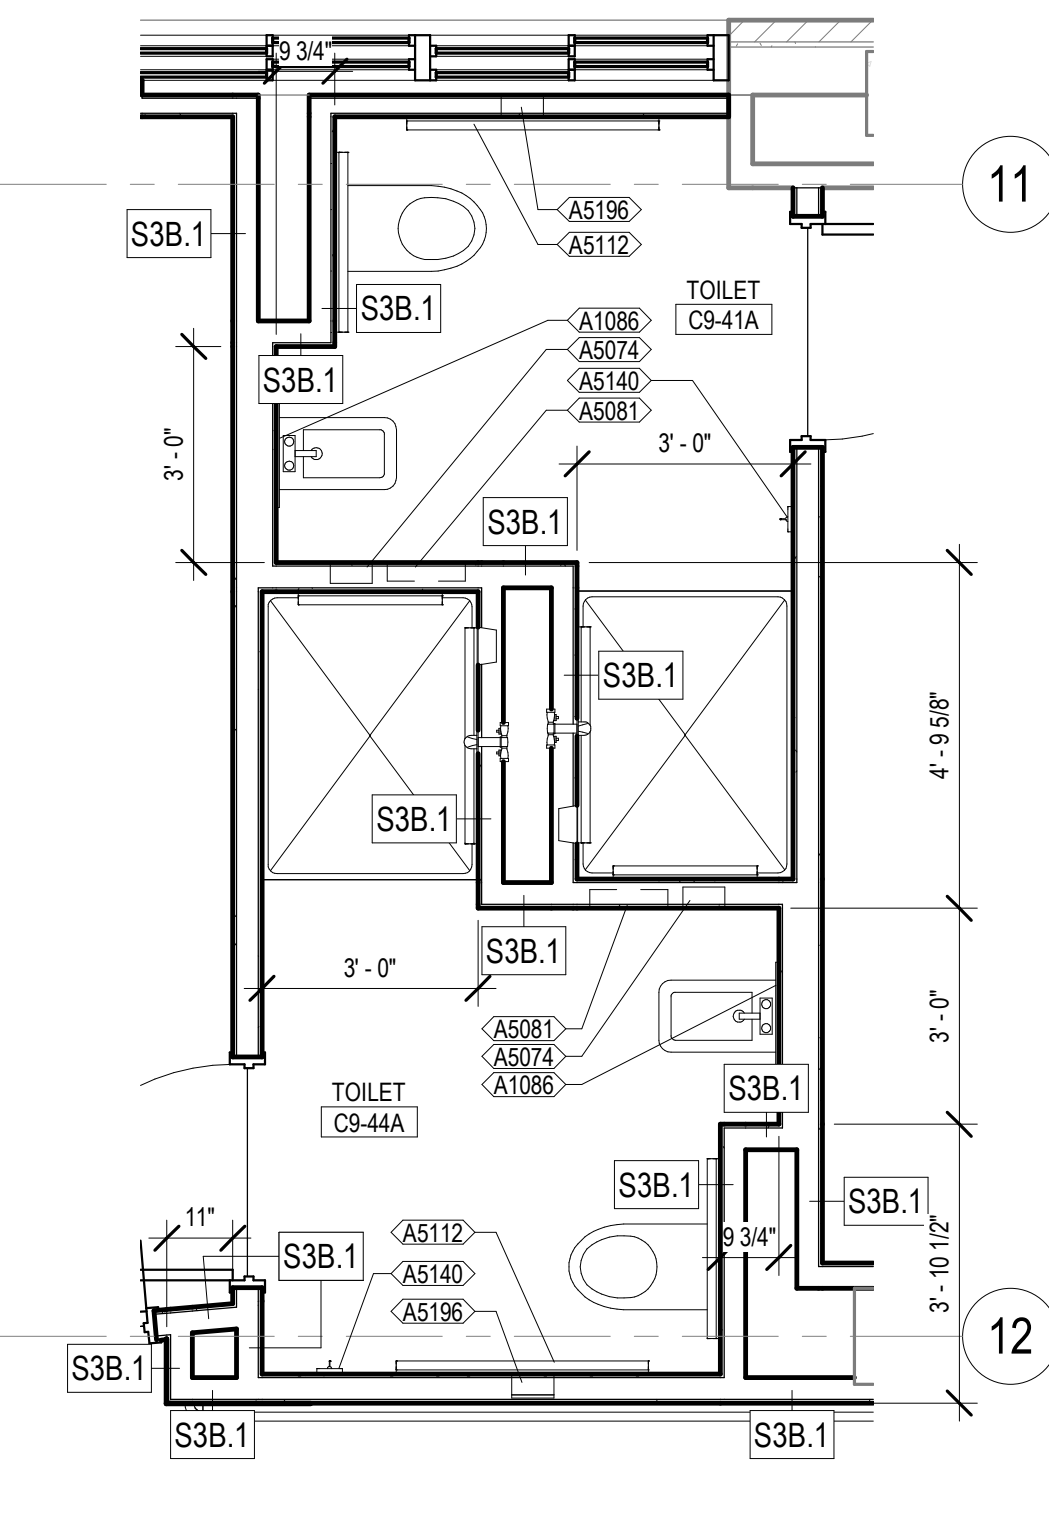 9 3/4"
11
A5196
S3B.1
A5112
TOILET
S3B.1
A1086
C9-41A
A5074
S3B.1
A5140
A5081
3' - 0"
3' - 0"
S3B.1
S3B.1
4' - 9 5/8"
S3B.1
S3B.1
3' - 0"
A5081
3' - 0"
A5074
A1086
S3B.1
TOILET
C9-44A
S3B.1
S3B.1
11"
A5112
9 3/4"
S3B.1
3' - 10 1/2"
A5140
A5196
12
S3B.1
S3B.1
S3B.1